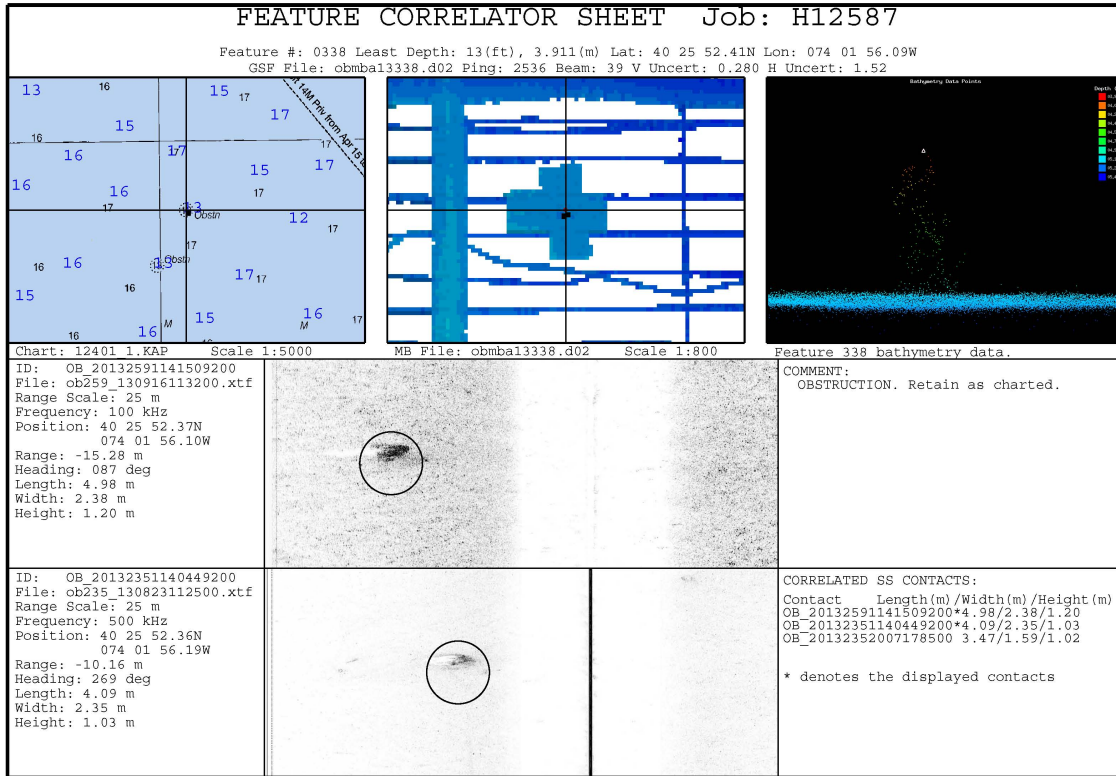 FEATURE CORRELATOR SHEET Job: H12587
Feature #: 0338 Least Depth: 13(ft), 3.911(m) Lat: 40 25 52.41N Lon: 074 01 56.09W
GSF File: obmba13338.d02 Ping: 2536 Beam: 39 V Uncert: 0.280 H Uncert: 1.52
13 16 15 17
17
15
14M Priv from Apr 15
16
16 17 15 17 17
16 16 17
17 Obstn 12 17
17
16 16 Obstn 17 17
15 16
16 M 15 16 M 17
16
Bathymetry Data Points
Chart: 12401_1.KAP Scale 1:5000
MB File: obmba13338.d02 Scale 1:800
Feature 338 bathymetry data.
ID: OB_20132591141509200
File: ob259_130916113200.xtf
Range Scale: 25 m
Frequency: 100 kHz
Position: 40 25 52.37N
074 01 56.10W
Range: -15.28 m
Heading: 087 deg
Length: 4.98 m
Width: 2.38 m
Height: 1.20 m
COMMENT:
OBSTRUCTION. Retain as charted.
ID: OB_20132351140449200
File: ob235_130823112500.xtf
Range Scale: 25 m
Frequency: 500 kHz
Position: 40 25 52.36N
074 01 56.19W
Range: -10.16 m
Heading: 269 deg
Length: 4.09 m
Width: 2.35 m
Height: 1.03 m
CORRELATED SS CONTACTS:
Contact Length(m)/Width(m)/Height(m)
OB_20132591141509200*4.98/2.38/1.20
OB_20132351140449200*4.09/2.35/1.03
OB_20132352007178500 3.47/1.59/1.02
* denotes the displayed contacts